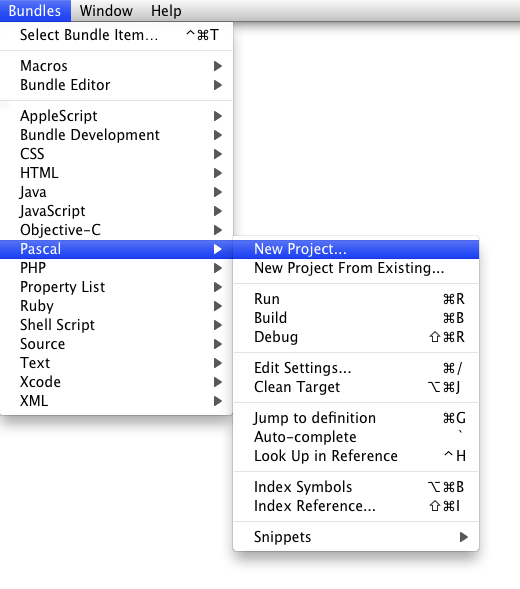 Bundles Window Help
Select Bundle Item... ^⌘T
Macros
Bundle Editor
AppleScript
Bundle Development
CSS
HTML
Java
JavaScript
Objective-C
Pascal
PHP
Property List
Ruby
Shell Script
Source
Text
Xcode
XML
New Project...
New Project From Existing...
Run ⌘R
Build ⌘B
Debug ⇧⌘R
Edit Settings... ⌘/
Clean Target ⌥⌘J
Jump to definition ⌘G
Auto-complete `
Look Up in Reference ^H
Index Symbols ⌥⌘B
Index Reference... ⇧⌘I
Snippets